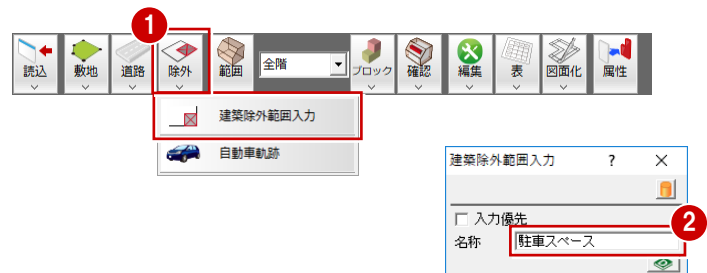 1
読込 敷地 道路 除外 範囲 全階 ブロック 確認 編集 表 図面化 属性
建築除外範囲入力
自動車軌跡
建築除外範囲入力 ? ×
入力優先
2
名称 駐車スペース